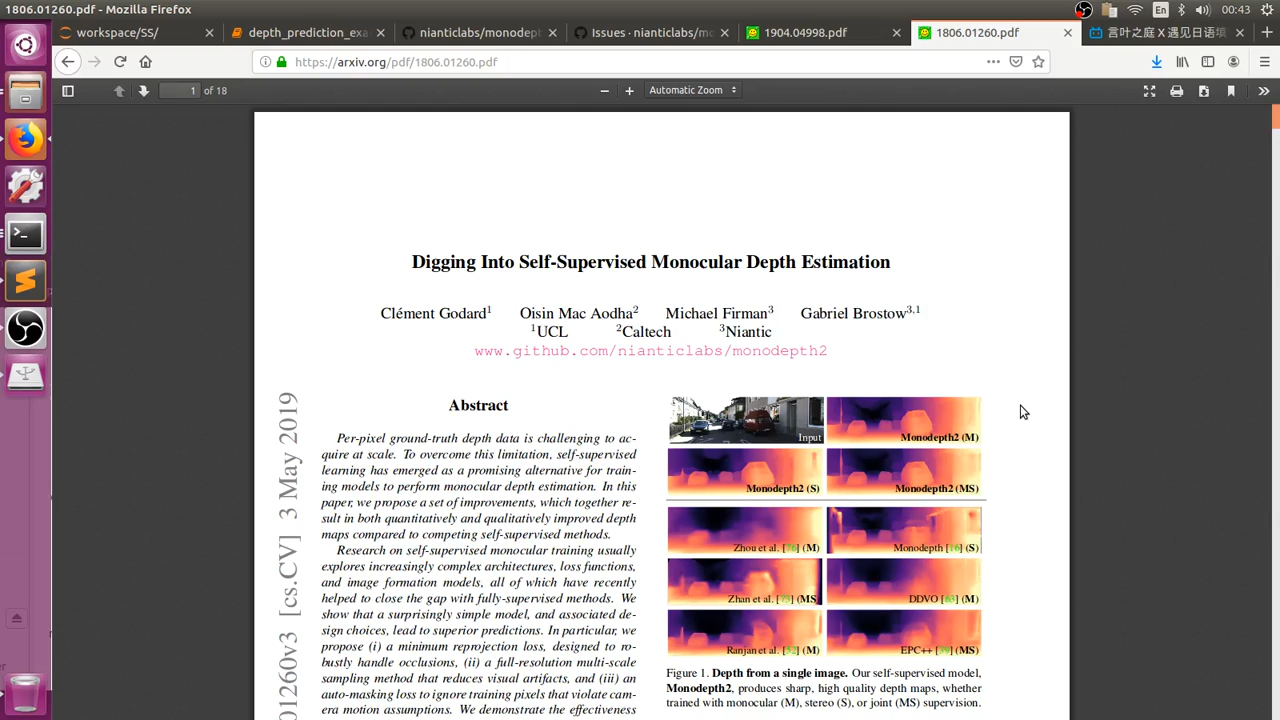 1806.01260.pdf - Mozilla Firefox
En
00:43
workspace/SS/
depth_prediction_exa
nianticlabs/monodepth
Issues · nianticlabs/mo
1904.04998.pdf
1806.01260.pdf
https://arxiv.org/pdf/1806.01260.pdf
1 of 18
Automatic Zoom
Digging Into Self-Supervised Monocular Depth Estimation
Clément Godard1 Oisin Mac Aodha2 Michael Firman3 Gabriel Brostow3,1
1UCL 2Caltech 3Niantic
www.github.com/nianticlabs/monodepth2
01260v3 [cs.CV] 3 May 2019
Abstract
Per-pixel ground-truth depth data is challenging to ac-
quire at scale. To overcome this limitation, self-supervised
learning has emerged as a promising alternative for train-
ing models to perform monocular depth estimation. In this
paper, we propose a set of improvements, which together re-
sult in both quantitatively and qualitatively improved depth
maps compared to competing self-supervised methods.
Research on self-supervised monocular training usually
explores increasingly complex architectures, loss functions,
and image formation models, all of which have recently
helped to close the gap with fully-supervised methods. We
show that a surprisingly simple model, and associated de-
sign choices, lead to superior predictions. In particular, we
propose (i) a minimum reprojection loss, designed to ro-
bustly handle occlusions, (ii) a full-resolution multi-scale
sampling method that reduces visual artifacts, and (iii) an
auto-masking loss to ignore training pixels that violate cam-
era motion assumptions. We demonstrate the effectiveness
Input
Monodepth2 (M)
Monodepth2 (S)
Monodepth2 (MS)
Zhou et al. [76] (M)
Monodepth [16] (S)
Zhan et al. [73] (MS)
DDVO (M)
Ranjan et al. (M)
EPC++ (MS)
Figure 1. Depth from a single image. Our self-supervised model,
Monodepth2, produces sharp, high quality depth maps, whether
trained with monocular (M), stereo (S), or joint (MS) supervision.